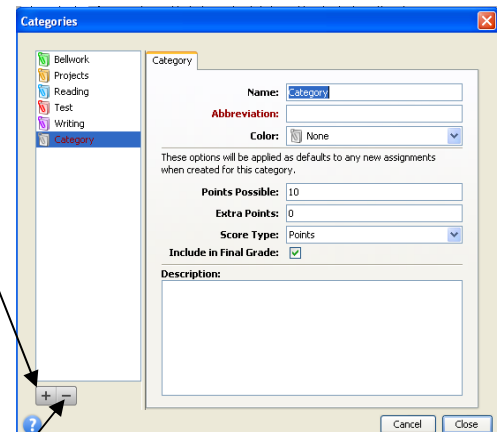 Categories
Bellwork
Projects
Reading
Test
Writing
Category
Category
Name: Category
Abbreviation:
Color: None
These options will be applied as defaults to any new assignments
when created for this category.
Points Possible: 10
Extra Points: 0
Score Type: Points
Include in Final Grade:
Description:
+ −
?
Cancel Close